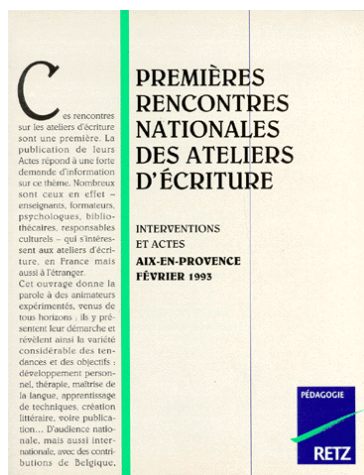 Ces rencontres
sur les ateliers d'écriture
sont une première. La
publication de leurs
Actes répond à une forte
demande d'information
sur ce thème. Nombreux
sont ceux en effet –
enseignants, formateurs,
psychologues, biblio-
thécaires, responsables
culturels – qui s'intéres-
sent aux ateliers d'écri-
ture, en France mais
aussi à l'étranger.
Cet ouvrage donne la
parole à des animateurs
expérimentés, venus de
tous horizons : ils y pré-
sentent leur démarche et
révèlent ainsi la variété
considérable des ten-
dances et des objectifs :
développement person-
nel, thérapie, maîtrise de
la langue, apprentissage
de techniques, création
littéraire, voire publica-
tion... D'audience natio-
nale, mais aussi inter-
nationale, avec des contri-
butions de Belgique,
PREMIÈRES
RENCONTRES
NATIONALES
DES ATELIERS
D'ÉCRITURE
INTERVENTIONS
ET ACTES
AIX-EN-PROVENCE
FÉVRIER 1993
PÉDAGOGIE
RETZ